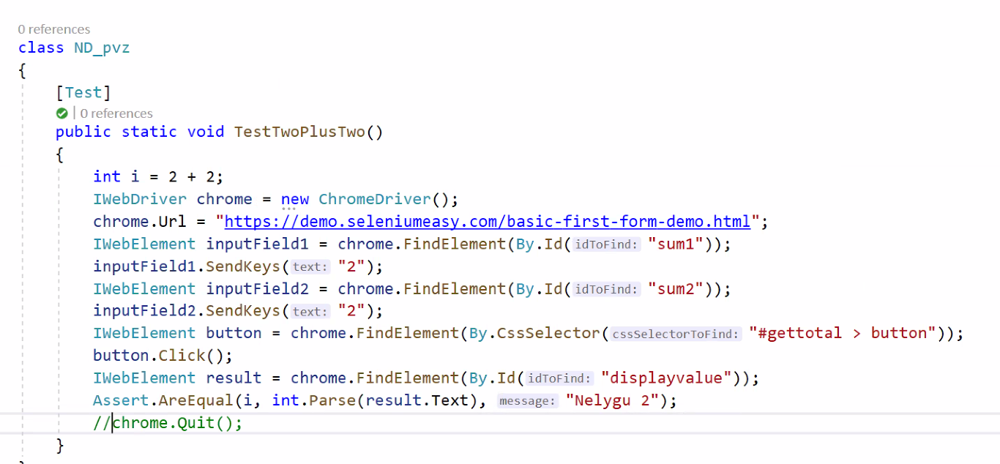 0 references
class ND_pvz
{
[Test]
| 0 references
public static void TestTwoPlusTwo()
{
int i = 2 + 2;
IWebDriver chrome = new ChromeDriver();
chrome.Url = "https://demo.seleniumeasy.com/basic-first-form-demo.html";
IWebElement inputField1 = chrome.FindElement(By.Id(idToFind: "sum1"));
inputField1.SendKeys(text: "2");
IWebElement inputField2 = chrome.FindElement(By.Id(idToFind: "sum2"));
inputField2.SendKeys(text: "2");
IWebElement button = chrome.FindElement(By.CssSelector(cssSelectorToFind: "#gettotal > button"));
button.Click();
IWebElement result = chrome.FindElement(By.Id(idToFind: "displayvalue"));
Assert.AreEqual(i, int.Parse(result.Text), message: "Nelygu 2");
//chrome.Quit();
}